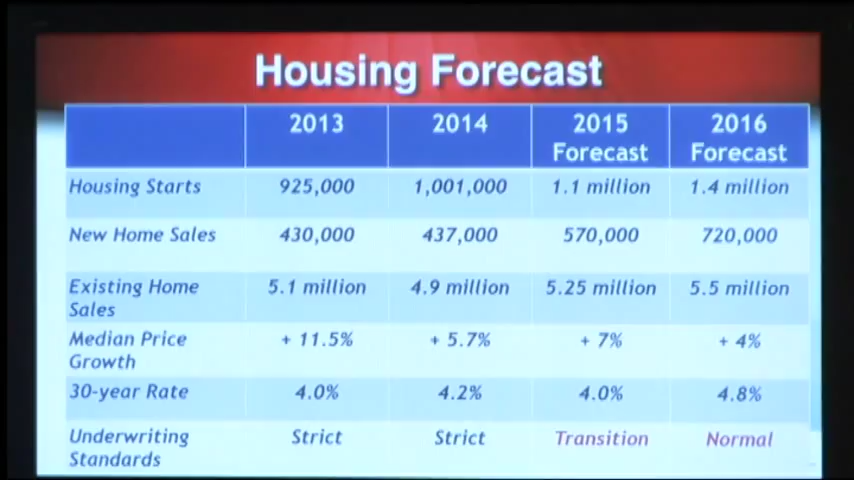 Housing Forecast
2013 2014 2015 2016
Forecast Forecast
Housing Starts 925,000 1,001,000 1.1 million 1.4 million
New Home Sales 430,000 437,000 570,000 720,000
Existing Home 5.1 million 4.9 million 5.25 million 5.5 million
Sales
Median Price + 11.5% + 5.7% + 7% + 4%
Growth
30-year Rate 4.0% 4.2% 4.0% 4.8%
Underwriting Strict Strict Transition Normal
Standards